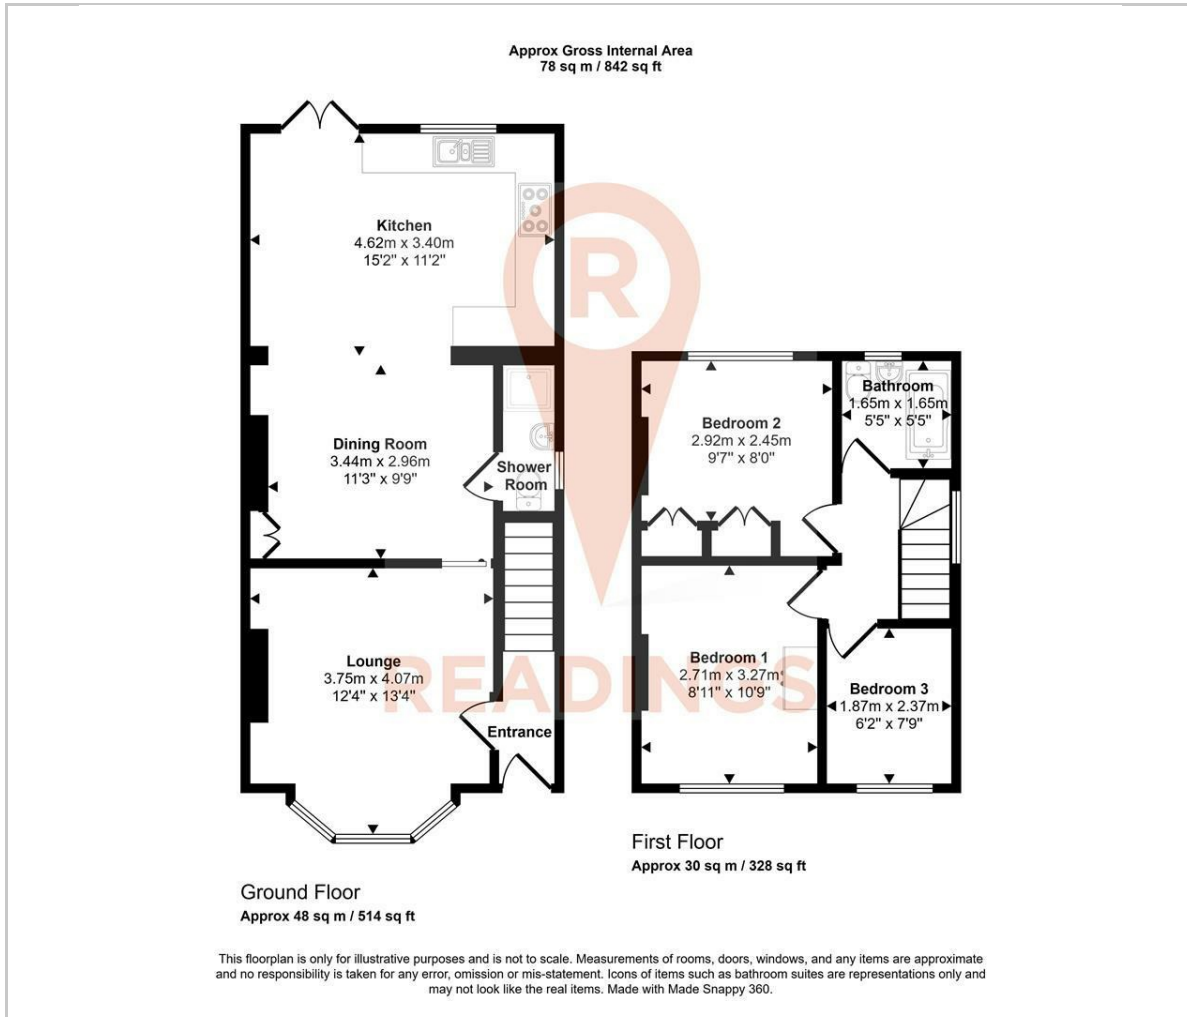 Approx Gross Internal Area
78 sq m / 842 sq ft
Kitchen
4.62m x 3.40m
15'2" x 11'2"
Dining Room
3.44m x 2.96m
11'3" x 9'9"
Shower
Room
Lounge
3.75m x 4.07m
12'4" x 13'4"
Entrance
Bedroom 2
2.92m x 2.45m
9'7" x 8'0"
Bathroom
1.65m x 1.65m
5'5" x 5'5"
Bedroom 1
2.71m x 3.27m
8'11" x 10'9"
Bedroom 3
1.87m x 2.37m
6'2" x 7'9"
R
READINGS
Ground Floor
Approx 48 sq m / 514 sq ft
First Floor
Approx 30 sq m / 328 sq ft
This floorplan is only for illustrative purposes and is not to scale. Measurements of rooms, doors, windows, and any items are approximate
and no responsibility is taken for any error, omission or mis-statement. Icons of items such as bathroom suites are representations only and
may not look like the real items. Made with Made Snappy 360.